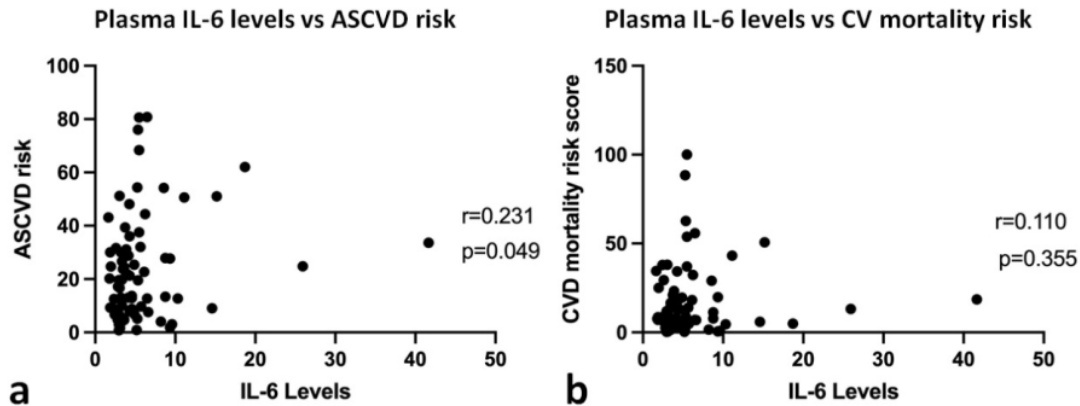 Plasma IL-6 levels vs ASCVD risk
100
80
60
40
20
0
ASCVD risk
r=0.231
p=0.049
0 10 20 30 40 50
IL-6 Levels
a
Plasma IL-6 levels vs CV mortality risk
150
100
50
0
CVD mortality risk score
r=0.110
p=0.355
0 10 20 30 40 50
IL-6 Levels
b